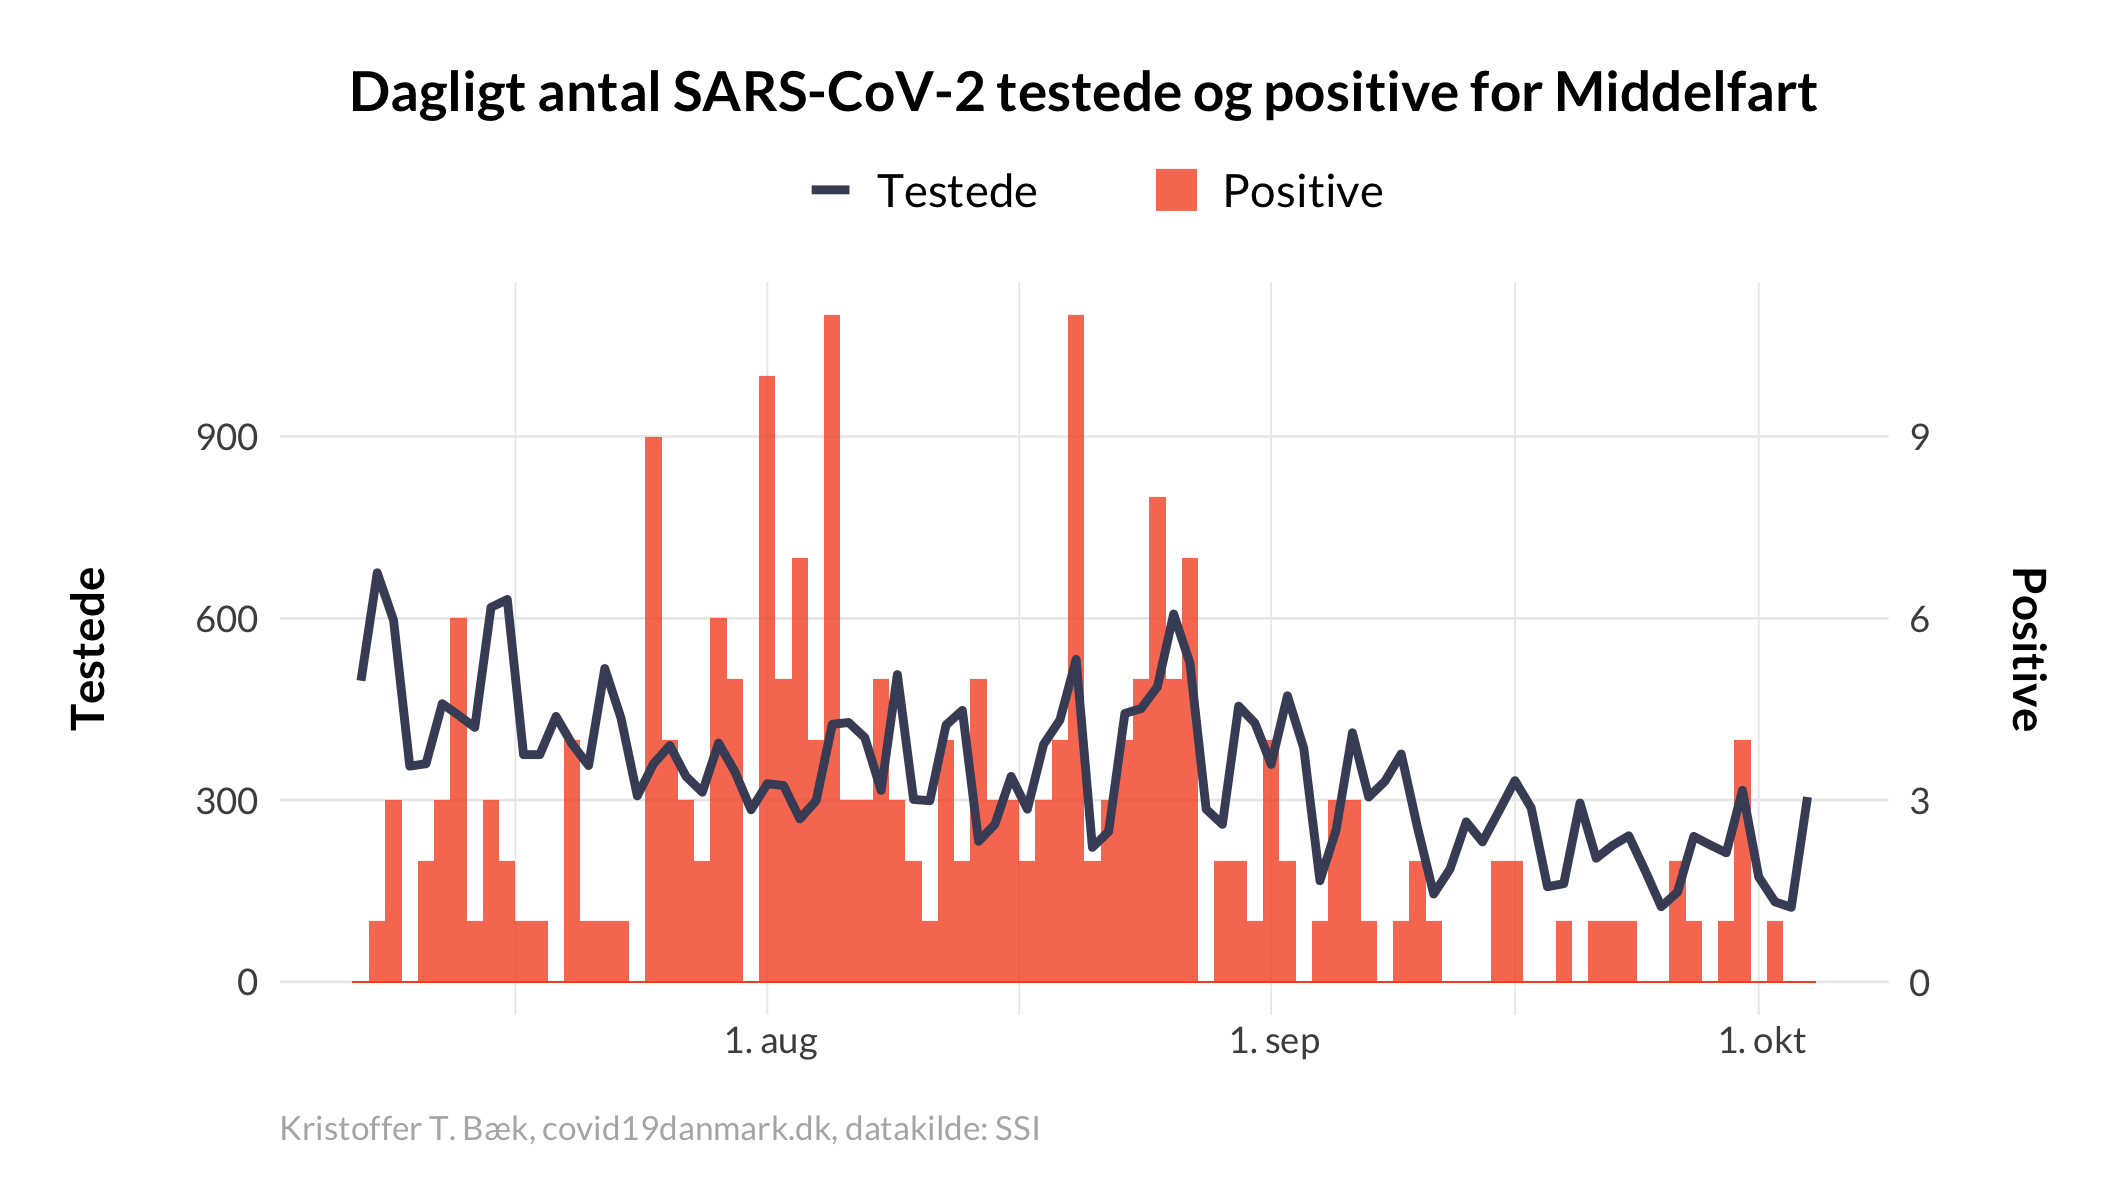 Dagligt antal SARS-CoV-2 testede og positive for Middelfart
Testede
Positive
Testede
900
600
300
0
9
6
3
0
Positive
1. aug
1. sep
1. okt
Kristoffer T. Bæk, covid19danmark.dk, datakilde: SSI